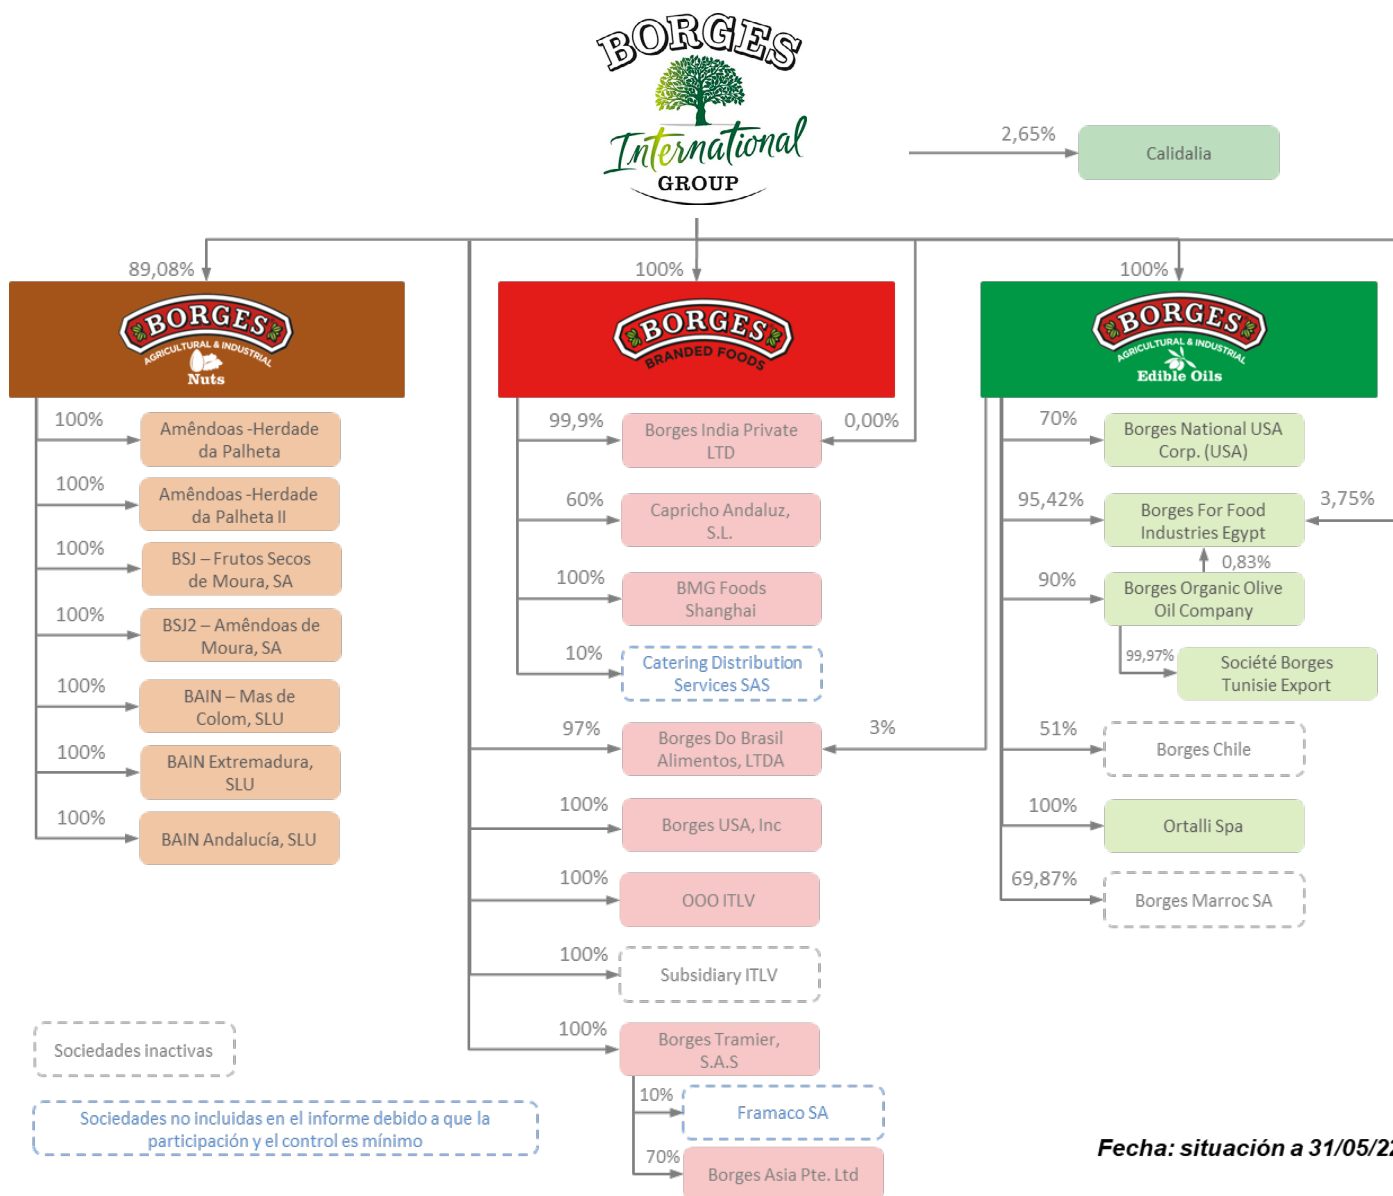 BORGES
International
GROUP
2,65%
Calidalia
89,08%
100%
100%
BORGES
AGRICULTURAL & INDUSTRIAL
Nuts
BORGES
BRANDED FOODS
BORGES
AGRICULTURAL & INDUSTRIAL
Edible Oils
100%
Amêndoas -Herdade
da Palheta
100%
Amêndoas -Herdade
da Palheta II
100%
BSJ – Frutos Secos
de Moura, SA
100%
BSJ2 – Amêndoas de
Moura, SA
100%
BAIN – Mas de
Colom, SLU
100%
BAIN Extremadura,
SLU
100%
BAIN Andalucía, SLU
99,9%
Borges India Private
LTD
0,00%
60%
Capricho Andaluz,
S.L.
100%
BMG Foods
Shanghai
10%
Catering Distribution
Services SAS
97%
Borges Do Brasil
Alimentos, LTDA
3%
100%
Borges USA, Inc
100%
OOO ITLV
100%
Subsidiary ITLV
100%
Borges Tramier,
S.A.S
10%
Framaco SA
70%
Borges Asia Pte. Ltd
70%
Borges National USA
Corp. (USA)
95,42%
Borges For Food
Industries Egypt
3,75%
0,83%
90%
Borges Organic Olive
Oil Company
99,97%
Société Borges
Tunisie Export
51%
Borges Chile
100%
Ortalli Spa
69,87%
Borges Marroc SA
Sociedades inactivas
Sociedades no incluidas en el informe debido a que la
participación y el control es mínimo
Fecha: situación a 31/05/22